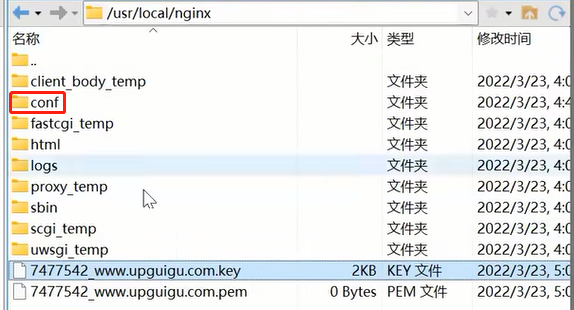 /usr/local/nginx
名称 大小 类型 修改时间
..
client_body_temp 文件夹 2022/3/23, 4:0
conf 文件夹 2022/3/23, 4:4
fastcgi_temp 文件夹 2022/3/23, 4:0
html 文件夹 2022/3/23, 4:0
logs 文件夹 2022/3/23, 4:0
proxy_temp 文件夹 2022/3/23, 4:0
sbin 文件夹 2022/3/23, 4:0
scgi_temp 文件夹 2022/3/23, 4:0
uwsgi_temp 文件夹 2022/3/23, 4:0
7477542_www.upguigu.com.key 2KB KEY 文件 2022/3/23, 5:0
7477542_www.upguigu.com.pem 0 Bytes PEM 文件 2022/3/23, 5:0